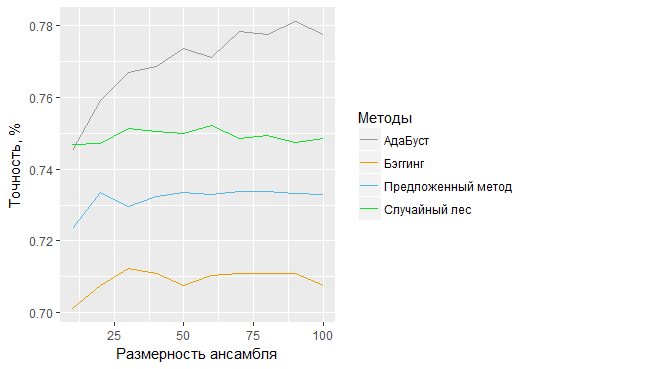 0.78
0.76
0.74
0.72
0.70
Точность, %
25
50
75
100
Размерность ансамбля
Методы
АдаБуст
Бэггинг
Предложенный метод
Случайный лес